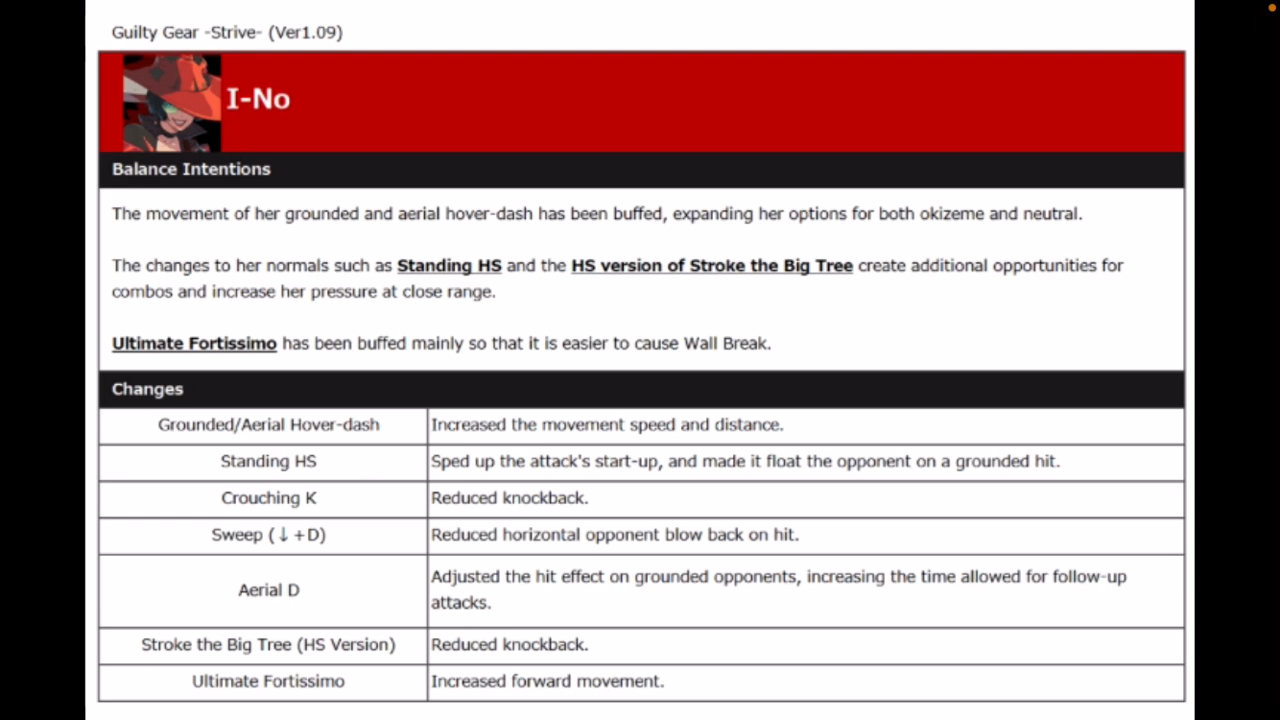 Guilty Gear -Strive- (Ver1.09)
I-No
Balance Intentions
The movement of her grounded and aerial hover-dash has been buffed, expanding her options for both okizeme and neutral.
The changes to her normals such as Standing HS and the HS version of Stroke the Big Tree create additional opportunities for
combos and increase her pressure at close range.
Ultimate Fortissimo has been buffed mainly so that it is easier to cause Wall Break.
Changes
Grounded/Aerial Hover-dash Increased the movement speed and distance.
Standing HS Sped up the attack's start-up, and made it float the opponent on a grounded hit.
Crouching K Reduced knockback.
Sweep (↓+D) Reduced horizontal opponent blow back on hit.
Aerial D Adjusted the hit effect on grounded opponents, increasing the time allowed for follow-up
attacks.
Stroke the Big Tree (HS Version) Reduced knockback.
Ultimate Fortissimo Increased forward movement.